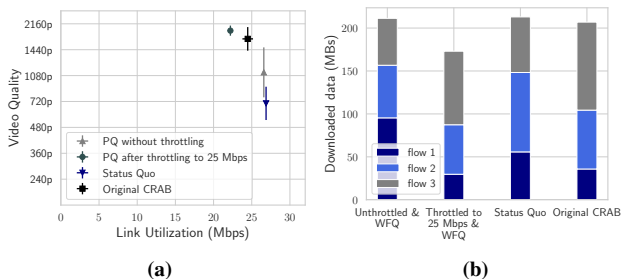 2160p
1440p
1080p
720p
480p
360p
240p
Video Quality
PQ without throttling
PQ after throttling to 25 Mbps
Status Quo
Original CRAB
0 5 10 15 20 25 30
Link Utilization (Mbps)
(a)
200
150
100
50
0
Downloaded data (MBs)
flow 1
flow 2
flow 3
Unthrottled &
WFQ
Throttled to
25 Mbps &
WFQ
Status Quo
Original CRAB
(b)